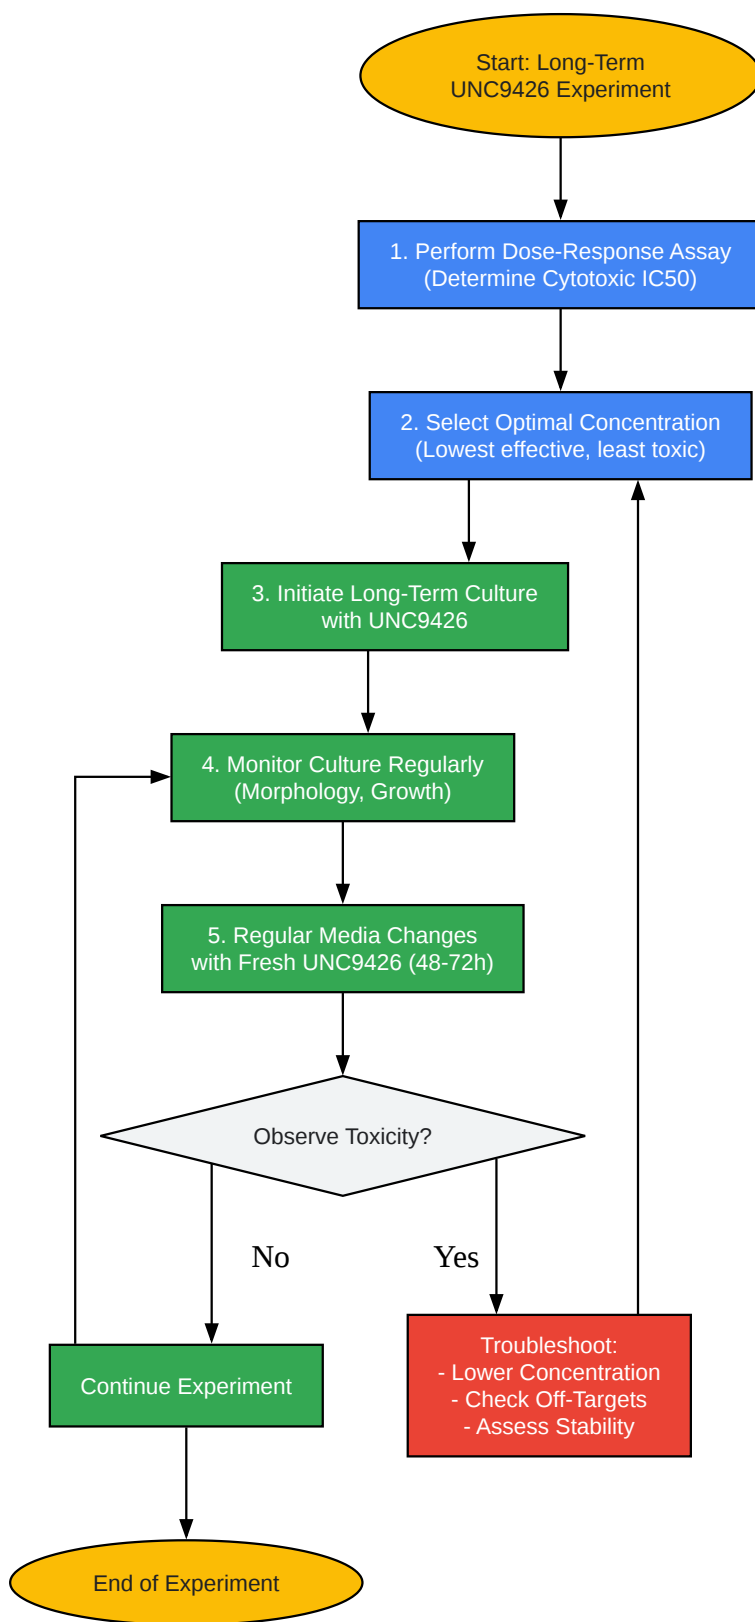 Start: Long-Term
UNC9426 Experiment
1. Perform Dose-Response Assay
(Determine Cytotoxic IC50)
2. Select Optimal Concentration
(Lowest effective, least toxic)
3. Initiate Long-Term Culture
with UNC9426
4. Monitor Culture Regularly
(Morphology, Growth)
5. Regular Media Changes
with Fresh UNC9426 (48-72h)
Observe Toxicity?
No
Yes
Continue Experiment
Troubleshoot:
- Lower Concentration
- Check Off-Targets
- Assess Stability
End of Experiment